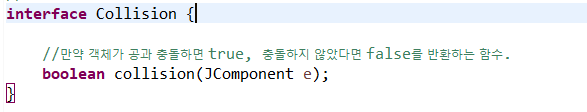 interface Collision {
//만약 객체가 공과 충돌하면 true, 충돌하지 않았다면 false를 반환하는 함수.
boolean collision(JComponent e);
}